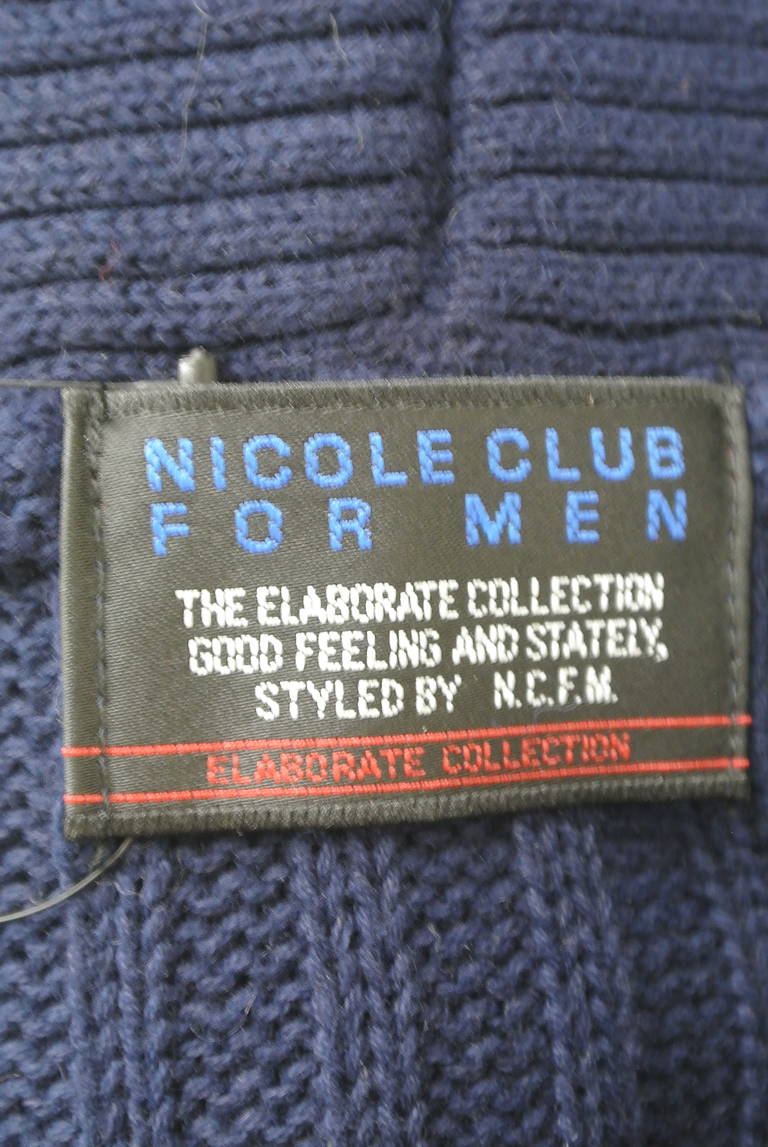 NICOLE CLUB
FOR MEN
THE ELABORATE COLLECTION
GOOD FEELING AND STATELY,
STYLED BY N.C.F.M.
ELABORATE COLLECTION